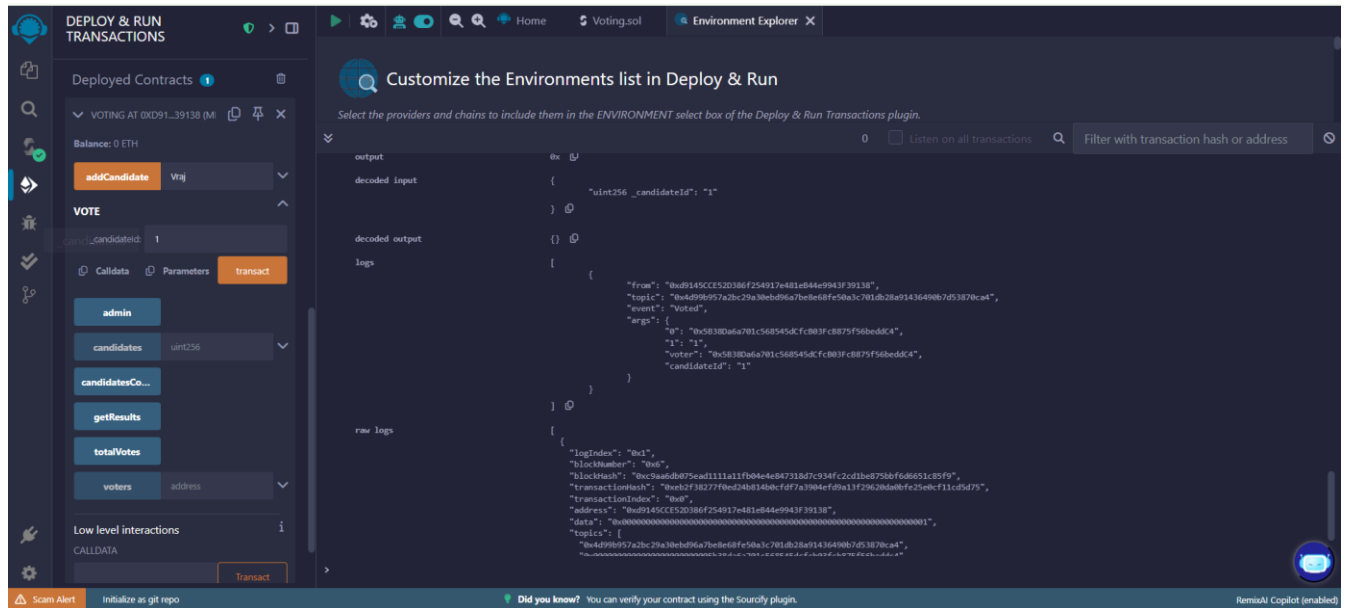 DEPLOY & RUN
TRANSACTIONS
Home
Voting.sol
Environment Explorer
Deployed Contracts 1
VOTING AT 0XD91...39138 (M
Balance: 0 ETH
addCandidate Vraj
VOTE
_candidateId: 1
Calldata Parameters transact
admin
candidates uint256
candidatesCo...
getResults
totalVotes
voters address
Low level interactions i
CALLDATA
Transact
Customize the Environments list in Deploy & Run
Select the providers and chains to include them in the ENVIRONMENT select box of the Deploy & Run Transactions plugin.
0 Listen on all transactions Filter with transaction hash or address
output 0x
decoded input {
"uint256 _candidateId": "1"
}
decoded output {}
logs [
{
"from": "0xd9145CCE52D386f254917e481eB44e9943F39138",
"topic": "0x4d99b957a2bc29a30ebd96a7be8e68fe50a3c701db28a91436490b7d53870ca4",
"event": "Voted",
"args": {
"0": "0x5B38Da6a701c568545dCfcB03FcB875f56beddC4",
"1": "1",
"voter": "0x5B38Da6a701c568545dCfcB03FcB875f56beddC4",
"candidateId": "1"
}
}
]
raw logs [
{
"logIndex": "0x1",
"blockNumber": "0x6",
"blockHash": "0xc9aa6db075ead1111a11fb04e4e847318d7c934fc2cd1be875bbf6d6651c85f9",
"transactionHash": "0xeb2f38277f0ed24b814b0cfdf7a3904efd9a13f29620da0bfe25e0cf11cd5d75",
"transactionIndex": "0x0",
"address": "0xd9145CCE52D386f254917e481eB44e9943F39138",
"data": "0x0000000000000000000000000000000000000000000000000000000000000001",
"topics": [
"0x4d99b957a2bc29a30ebd96a7be8e68fe50a3c701db28a91436490b7d53870ca4",
>
Scam Alert Initialize as git repo Did you know? You can verify your contract using the Sourcify plugin. RemixAI Copilot (enabled)